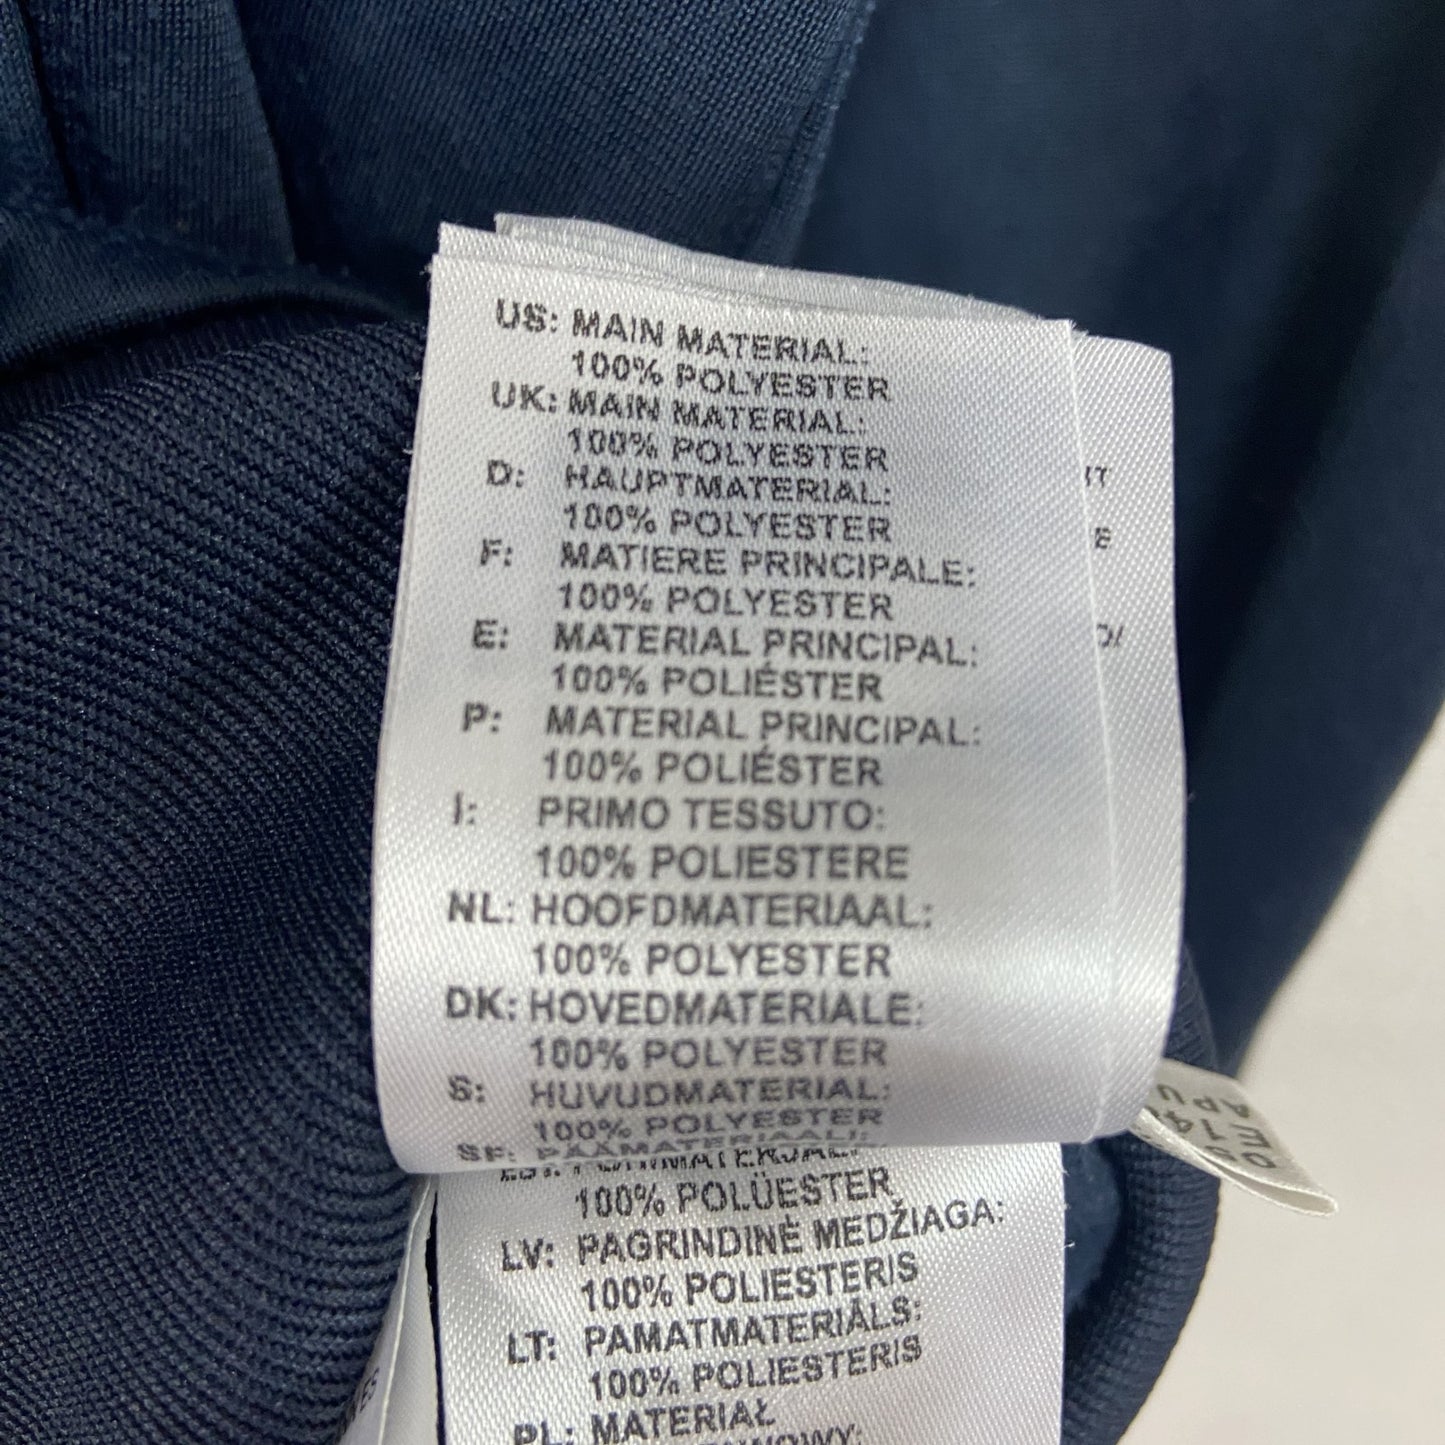 US: MAIN MATERIAL:
100% POLYESTER
UK: MAIN MATERIAL:
100% POLYESTER
D: HAUPTMATERIAL:
100% POLYESTER
F: MATIERE PRINCIPALE:
100% POLYESTER
E: MATERIAL PRINCIPAL:
100% POLIÉSTER
P: MATERIAL PRINCIPAL:
100% POLIÉSTER
I: PRIMO TESSUTO:
100% POLIESTERE
NL: HOOFDMATERIAAL:
100% POLYESTER
DK: HOVEDMATERIALE:
100% POLYESTER
S: HUVUDMATERIAL:
100% POLYESTER
SF: PÄÄMATERIAALI:
100% POLÜESTER
LV: PAGRINDINĖ MEDŽIAGA:
100% POLIESTERIS
LT: PAMATMATERIĀLS:
100% POLIESTERIS
PL: MATERIAŁ